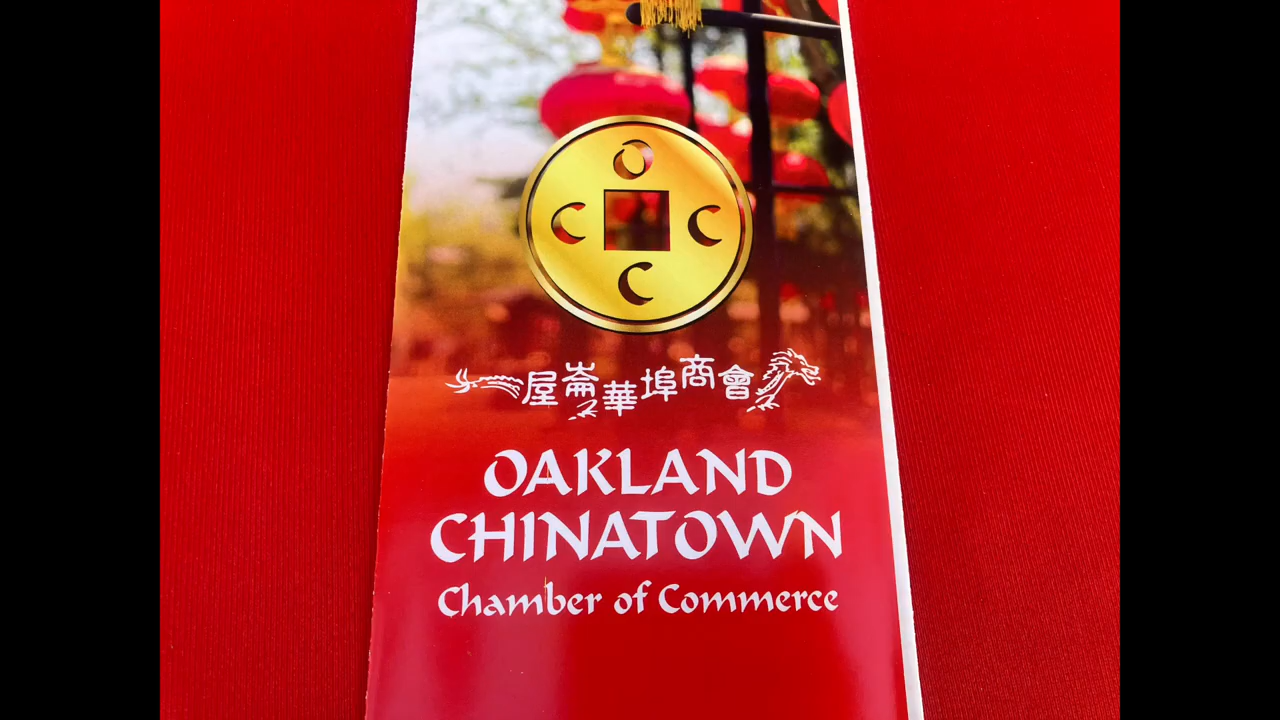 O
C C
C
屋崙華埠商會
OAKLAND
CHINATOWN
Chamber of Commerce